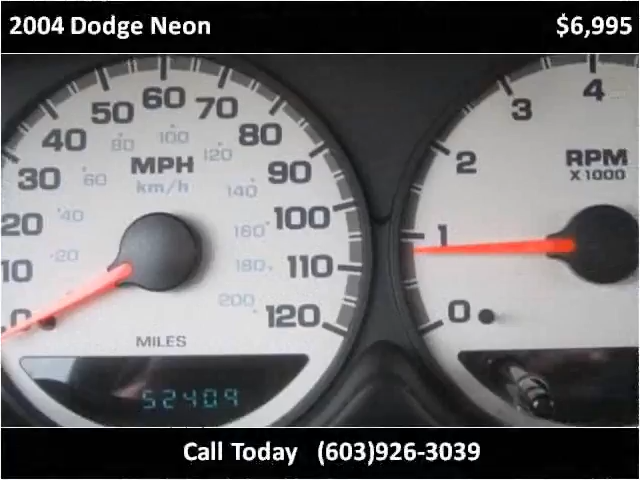 2004 Dodge Neon $6,995
0 10 20 30 40 50 60 70 80 90 100 110 120
20 40 60 80 100 120 140 160 180 200
MPH
km/h
MILES
52409
0 1 2 3 4
RPM
X 1000
Call Today (603)926-3039